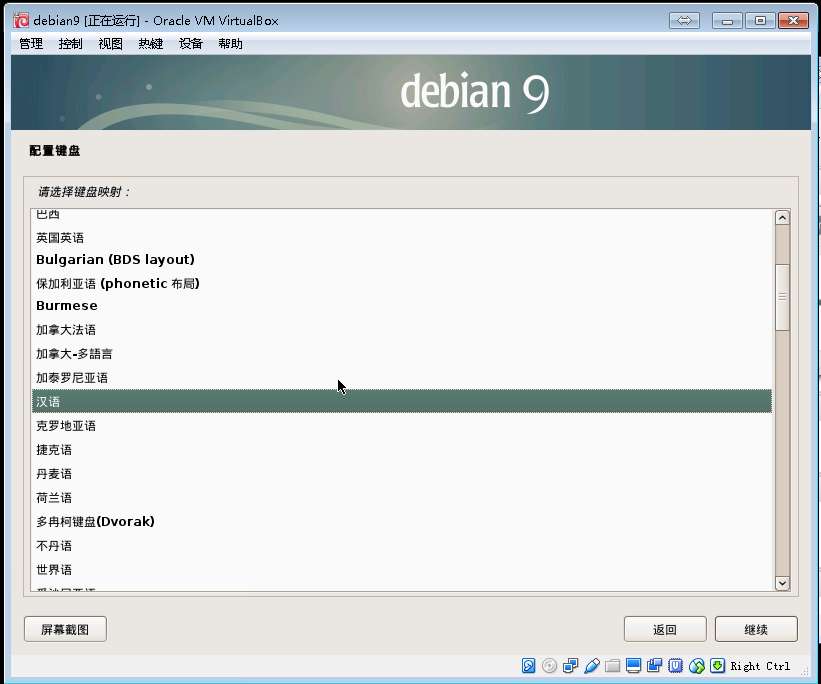 debian9 [正在运行] - Oracle VM VirtualBox
管理 控制 视图 热键 设备 帮助
debian 9
配置键盘
请选择键盘映射：
巴西
英国英语
Bulgarian (BDS layout)
保加利亚语 (phonetic 布局)
Burmese
加拿大法语
加拿大-多語言
加泰罗尼亚语
汉语
克罗地亚语
捷克语
丹麦语
荷兰语
多冉柯键盘(Dvorak)
不丹语
世界语
屏幕截图 返回 继续
Right Ctrl